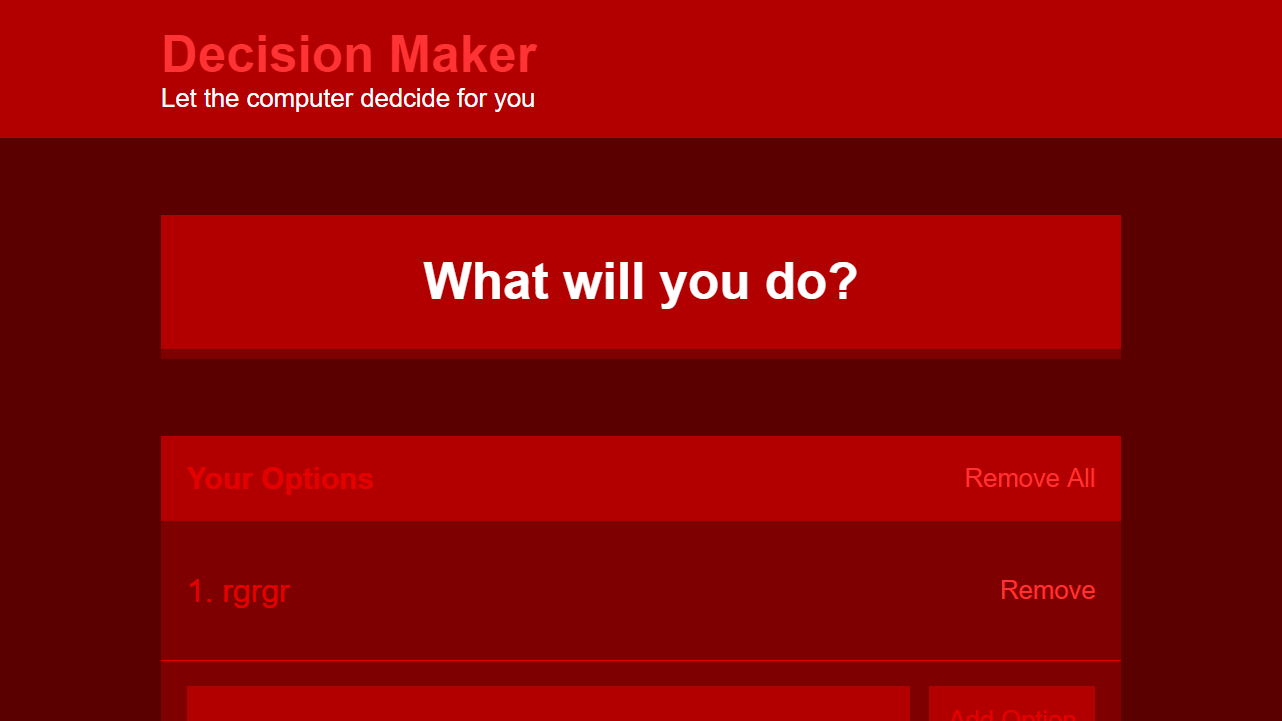 Decision Maker
Let the computer dedcide for you
What will you do?
Your Options
Remove All
1. rgrgr
Remove
Add Option